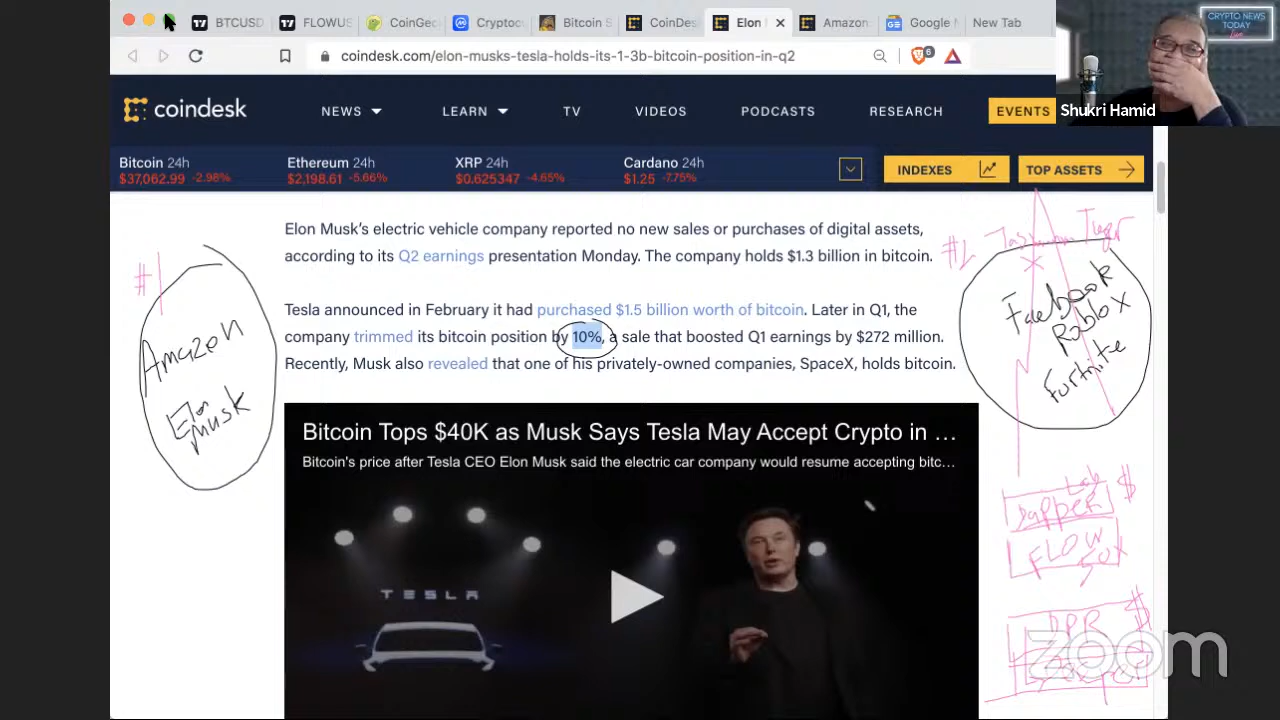 BTCUSD
FLOWUS
CoinGec
Cryptoc
Bitcoin S
CoinDes
Elon
Amazon
Google
New Tab
CRYPTO NEWS
TODAY
Live
coindesk.com/elon-musks-tesla-holds-its-1-3b-bitcoin-position-in-q2
6
Shukri Hamid
coindesk
NEWS
LEARN
TV
VIDEOS
PODCASTS
RESEARCH
EVENTS
Bitcoin 24h
$37,062.99 -2.98%
Ethereum 24h
$2,198.61 -5.66%
XRP 24h
$0.625347 -4.65%
Cardano 24h
$1.25 -7.75%
INDEXES
TOP ASSETS
Elon Musk's electric vehicle company reported no new sales or purchases of digital assets,
according to its Q2 earnings presentation Monday. The company holds $1.3 billion in bitcoin.
Tesla announced in February it had purchased $1.5 billion worth of bitcoin. Later in Q1, the
company trimmed its bitcoin position by 10%, a sale that boosted Q1 earnings by $272 million.
Recently, Musk also revealed that one of his privately-owned companies, SpaceX, holds bitcoin.
#1
Amazon
Elon
Musk
#2
Tiger
Facebook
Roblox
Fortnite
Bitcoin Tops $40K as Musk Says Tesla May Accept Crypto in …
Bitcoin's price after Tesla CEO Elon Musk said the electric car company would resume accepting bitc…
TESLA
Lab $
Dapper
FLOW
$
zoom